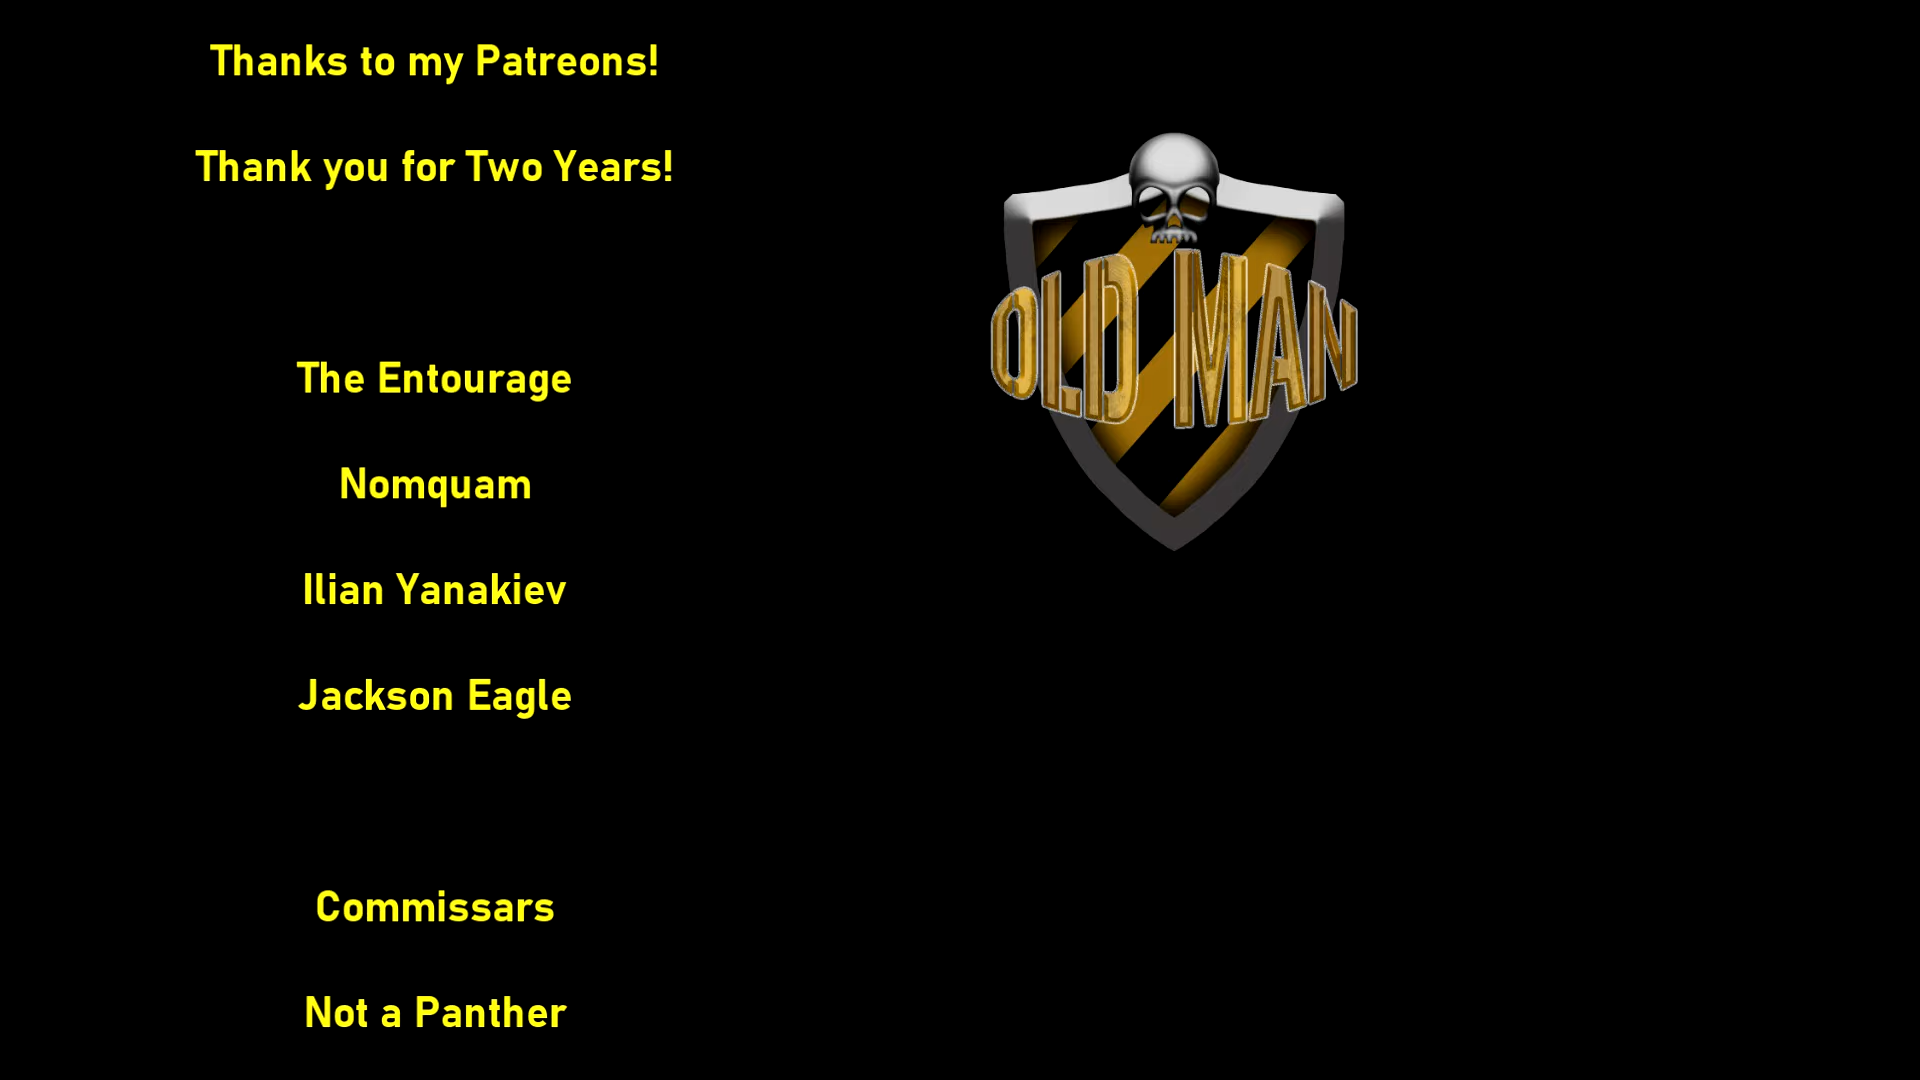 Thanks to my Patreons!
Thank you for Two Years!
The Entourage
Nomquam
Ilian Yanakiev
Jackson Eagle
Commissars
Not a Panther
OLD MAN